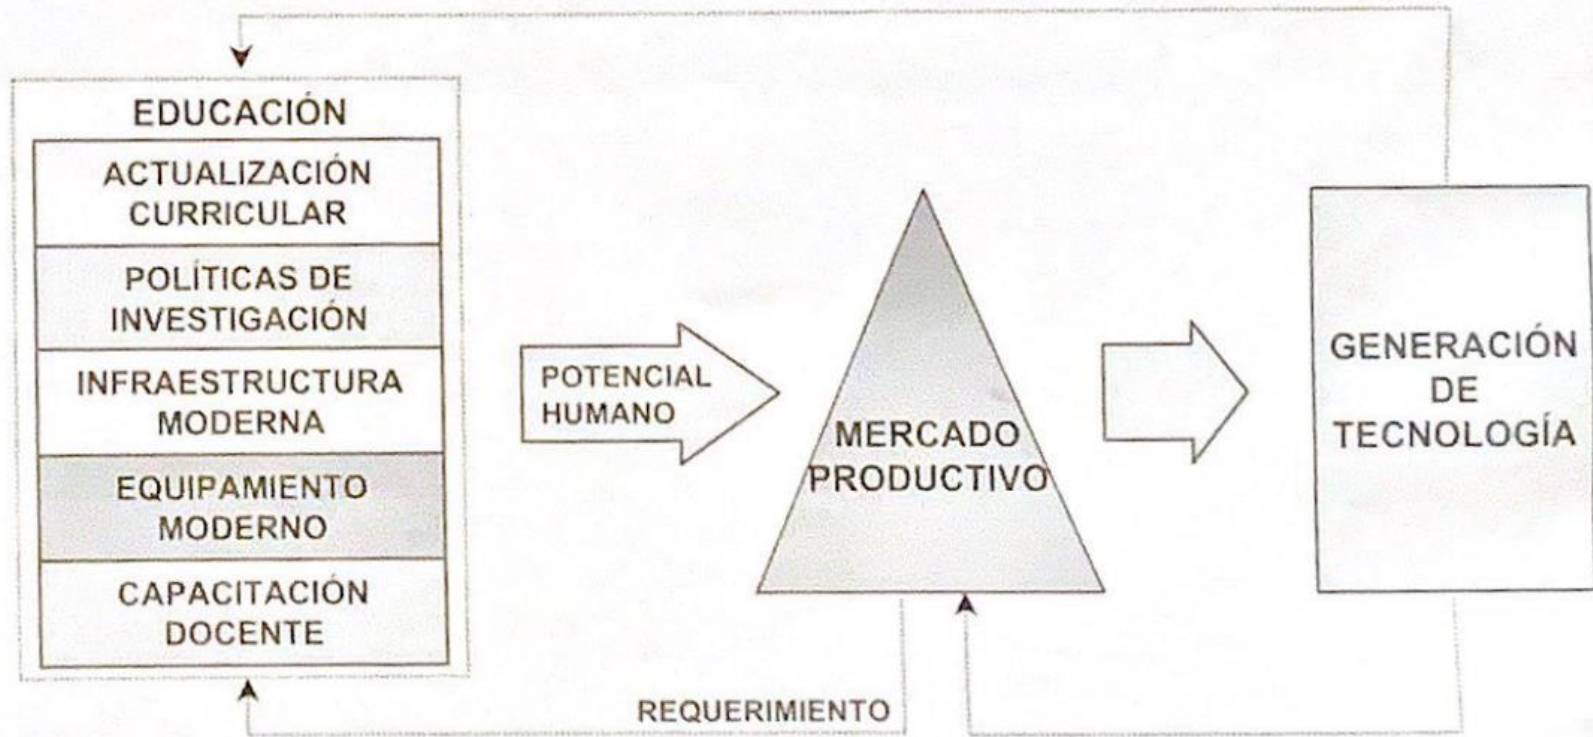 EDUCACIÓN
ACTUALIZACIÓN
CURRICULAR
POLÍTICAS DE
INVESTIGACIÓN
INFRAESTRUCTURA
MODERNA
EQUIPAMIENTO
MODERNO
CAPACITACIÓN
DOCENTE
POTENCIAL
HUMANO
MERCADO
PRODUCTIVO
GENERACIÓN
DE
TECNOLOGÍA
REQUERIMIENTO